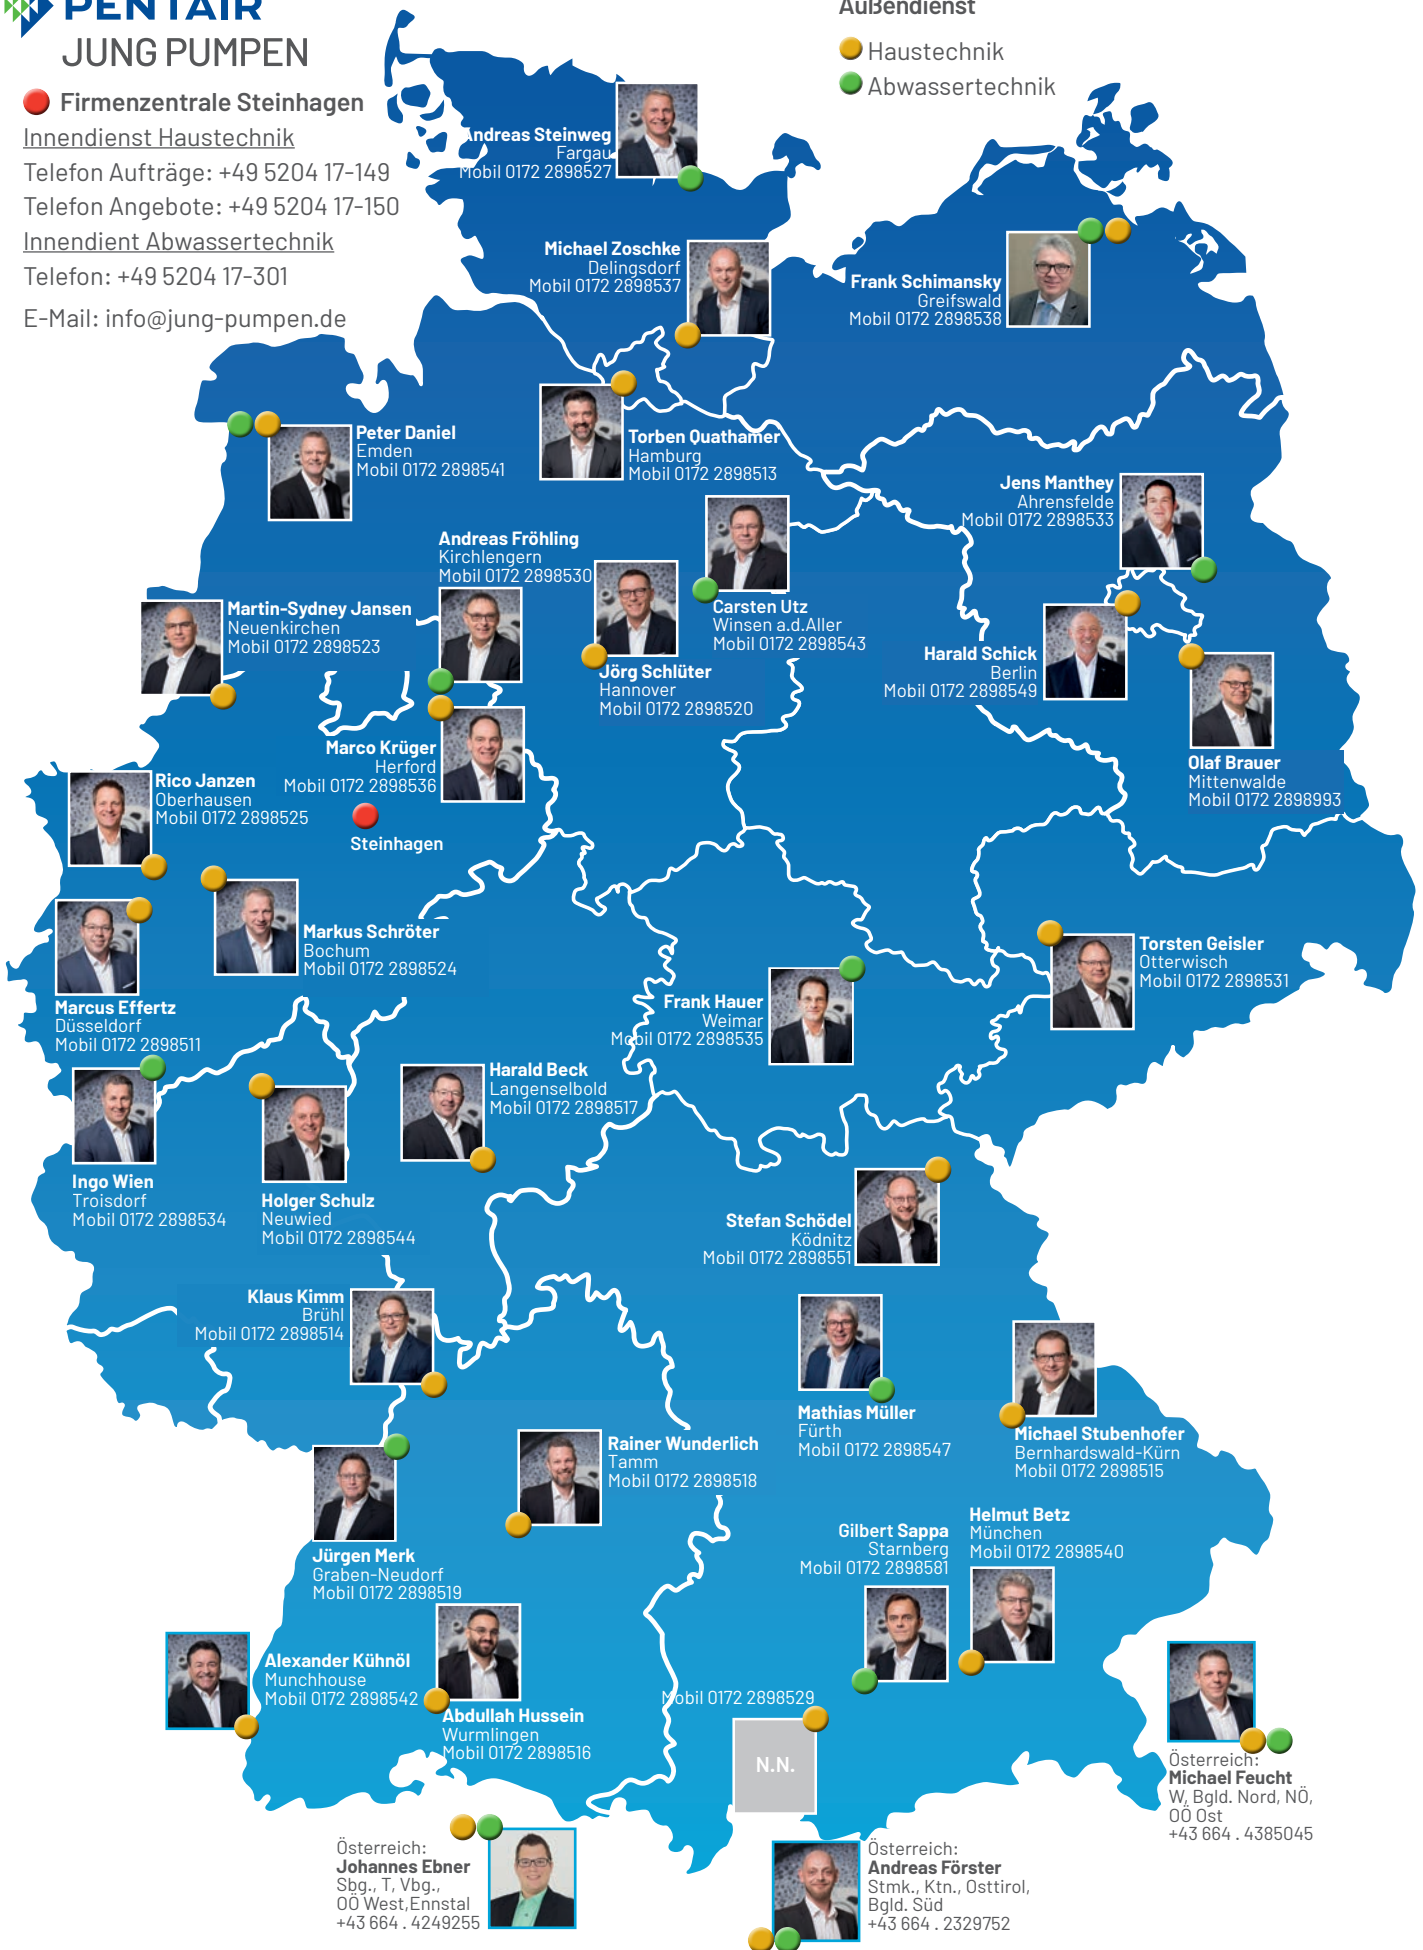 PENTAIR
JUNG PUMPEN
Firmenzentrale Steinhagen
Innendienst Haustechnik
Telefon Aufträge: +49 5204 17-149
Telefon Angebote: +49 5204 17-150
Innendient Abwassertechnik
Telefon: +49 5204 17-301
E-Mail: info@jung-pumpen.de
Außendienst
Haustechnik
Abwassertechnik
Andreas Steinweg
Fargau
Mobil 0172 2898527
Michael Zoschke
Delingsdorf
Mobil 0172 2898537
Frank Schimansky
Greifswald
Mobil 0172 2898538
Peter Daniel
Emden
Mobil 0172 2898541
Torben Quathamer
Hamburg
Mobil 0172 2898513
Jens Manthey
Ahrensfelde
Mobil 0172 2898533
Andreas Fröhling
Kirchlengern
Mobil 0172 2898530
Martin-Sydney Jansen
Neuenkirchen
Mobil 0172 2898523
Carsten Utz
Winsen a.d.Aller
Mobil 0172 2898543
Jörg Schlüter
Hannover
Mobil 0172 2898520
Harald Schick
Berlin
Mobil 0172 2898549
Marco Krüger
Herford
Mobil 0172 2898536
Olaf Brauer
Mittenwalde
Mobil 0172 2898993
Rico Janzen
Oberhausen
Mobil 0172 2898525
Steinhagen
Markus Schröter
Bochum
Mobil 0172 2898524
Torsten Geisler
Otterwisch
Mobil 0172 2898531
Marcus Effertz
Düsseldorf
Mobil 0172 2898511
Frank Hauer
Weimar
Mobil 0172 2898535
Harald Beck
Langenselbold
Mobil 0172 2898517
Ingo Wien
Troisdorf
Mobil 0172 2898534
Holger Schulz
Neuwied
Mobil 0172 2898544
Stefan Schödel
Ködnitz
Mobil 0172 2898551
Klaus Kimm
Brühl
Mobil 0172 2898514
Mathias Müller
Fürth
Mobil 0172 2898547
Michael Stubenhofer
Bernhardswald-Kürn
Mobil 0172 2898515
Rainer Wunderlich
Tamm
Mobil 0172 2898518
Helmut Betz
München
Mobil 0172 2898540
Gilbert Sappa
Starnberg
Mobil 0172 2898581
Jürgen Merk
Graben-Neudorf
Mobil 0172 2898519
Alexander Kühnöl
Munchhouse
Mobil 0172 2898542
Abdullah Hussein
Wurmlingen
Mobil 0172 2898516
Mobil 0172 2898529
N.N.
Österreich:
Michael Feucht
W, Bgld. Nord, NÖ,
OÖ Ost
+43 664 . 4385045
Österreich:
Johannes Ebner
Sbg., T, Vbg.,
OÖ West,Ennstal
+43 664 . 4249255
Österreich:
Andreas Förster
Stmk., Ktn., Osttirol,
Bgld. Süd
+43 664 . 2329752